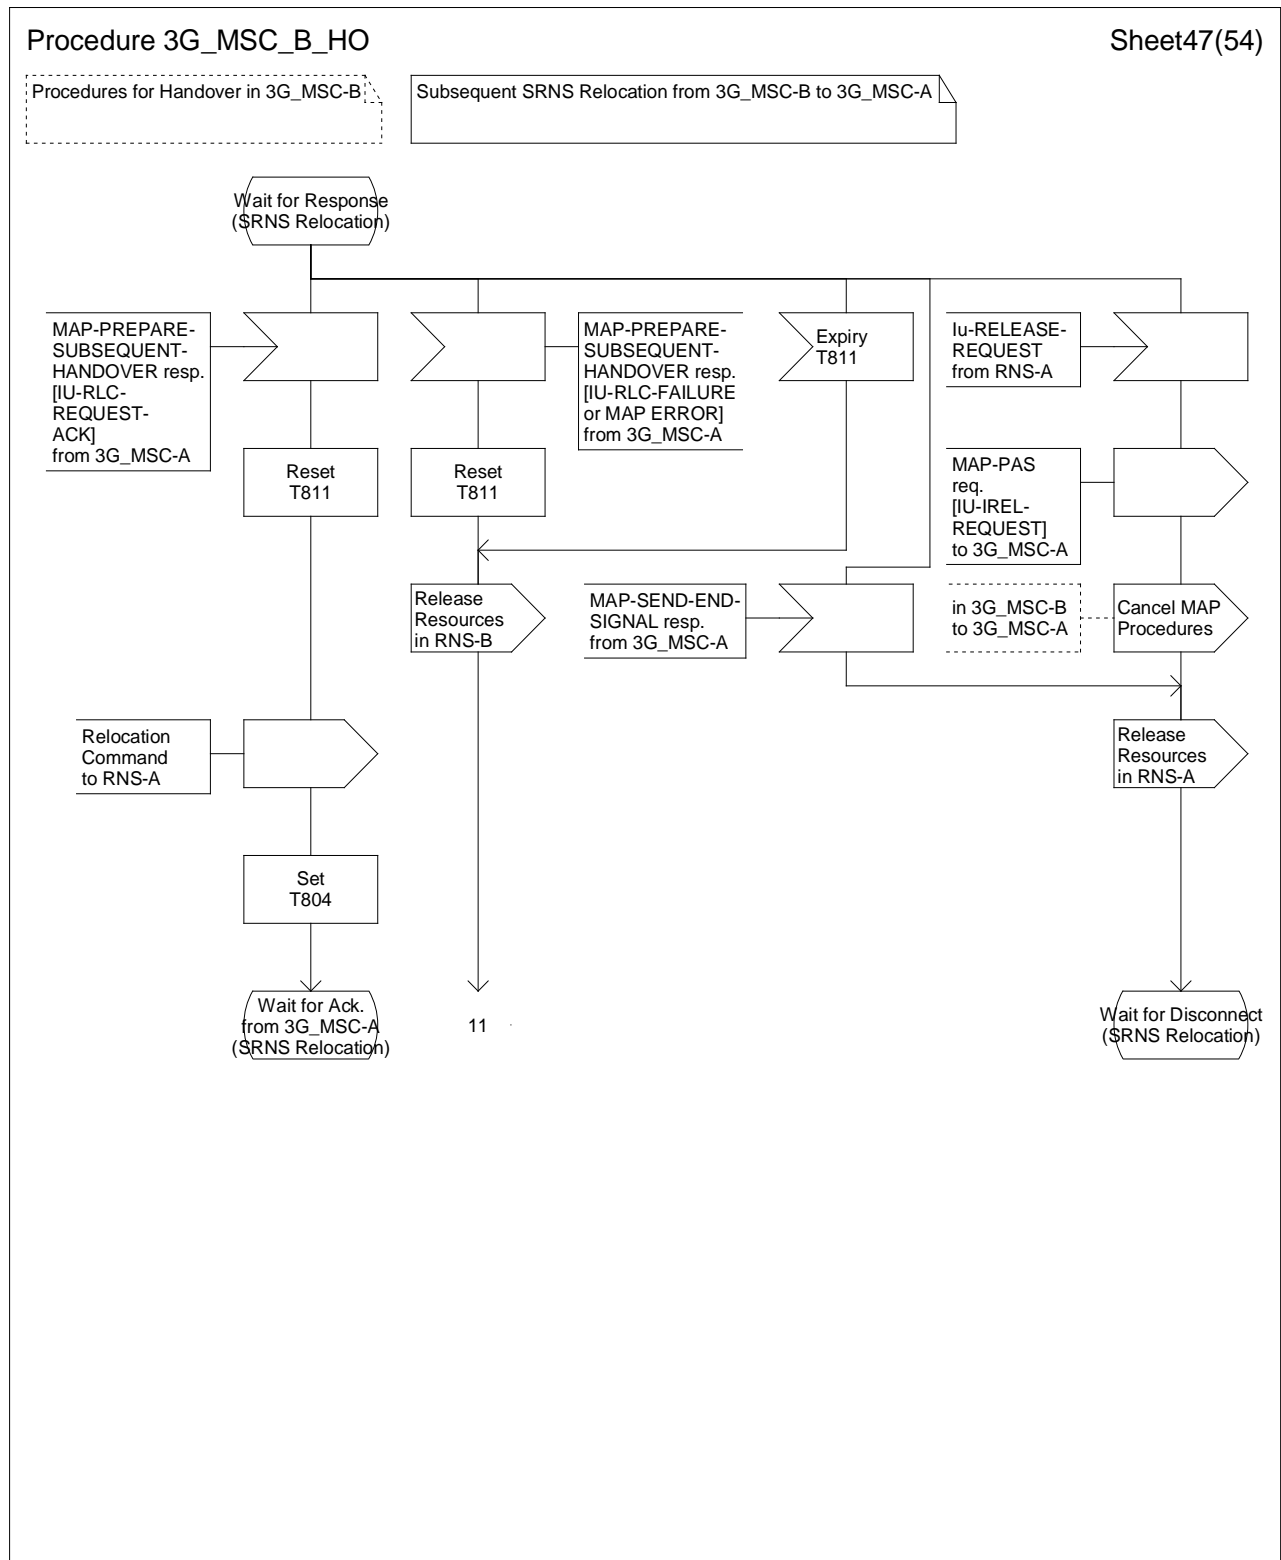 Procedure 3G_MSC_B_HO
Sheet47(54)
Procedures for Handover in 3G_MSC-B
Subsequent SRNS Relocation from 3G_MSC-B to 3G_MSC-A
Wait for Response
(SRNS Relocation)
MAP-PREPARE-
SUBSEQUENT-
HANDOVER resp.
[IU-RLC-
REQUEST-
ACK]
from 3G_MSC-A
MAP-PREPARE-
SUBSEQUENT-
HANDOVER resp.
[IU-RLC-FAILURE
or MAP ERROR]
from 3G_MSC-A
Expiry
T811
Iu-RELEASE-
REQUEST
from RNS-A
Reset
T811
Reset
T811
MAP-PAS
req.
[IU-IREL-
REQUEST]
to 3G_MSC-A
Release
Resources
in RNS-B
MAP-SEND-END-
SIGNAL resp.
from 3G_MSC-A
in 3G_MSC-B
to 3G_MSC-A
Cancel MAP
Procedures
Relocation
Command
to RNS-A
Release
Resources
in RNS-A
Set
T804
Wait for Ack.
from 3G_MSC-A
(SRNS Relocation)
11
Wait for Disconnect
(SRNS Relocation)